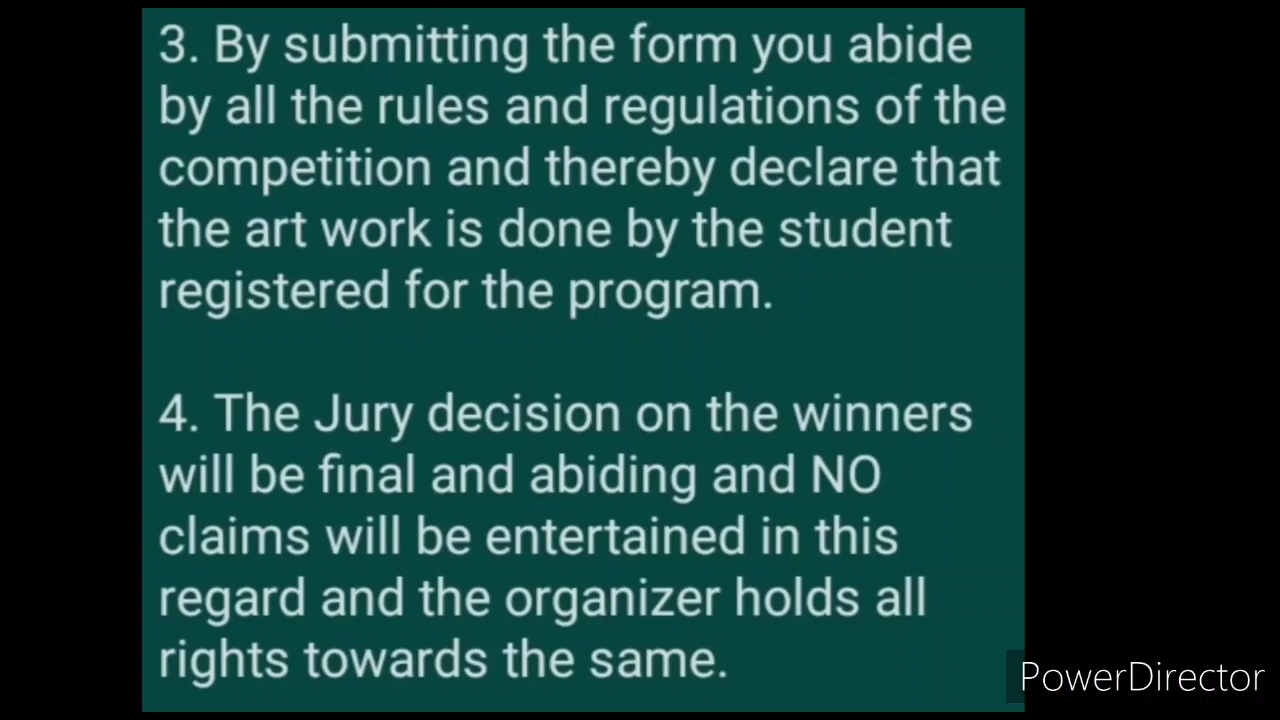 3. By submitting the form you abide
by all the rules and regulations of the
competition and thereby declare that
the art work is done by the student
registered for the program.
4. The Jury decision on the winners
will be final and abiding and NO
claims will be entertained in this
regard and the organizer holds all
rights towards the same.
PowerDirector